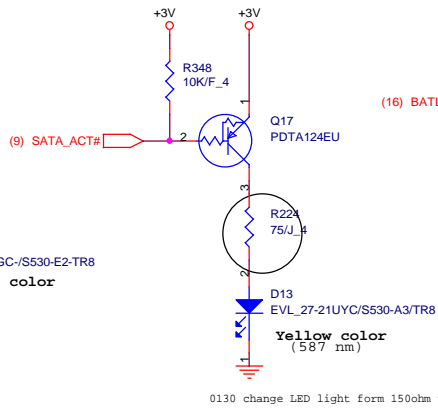 +3V
+3V
R348
10K/F_4
1
(16) BATL
Q17
PDTA124EU
(9) SATA_ACT#
2
3
R224
75/J_4
GC-/S530-E2-TR8
color
2
D13
EVL_27-21UYC/S530-A3/TR8
Yellow color
(587 nm)
1
0130 change LED light form 150ohm